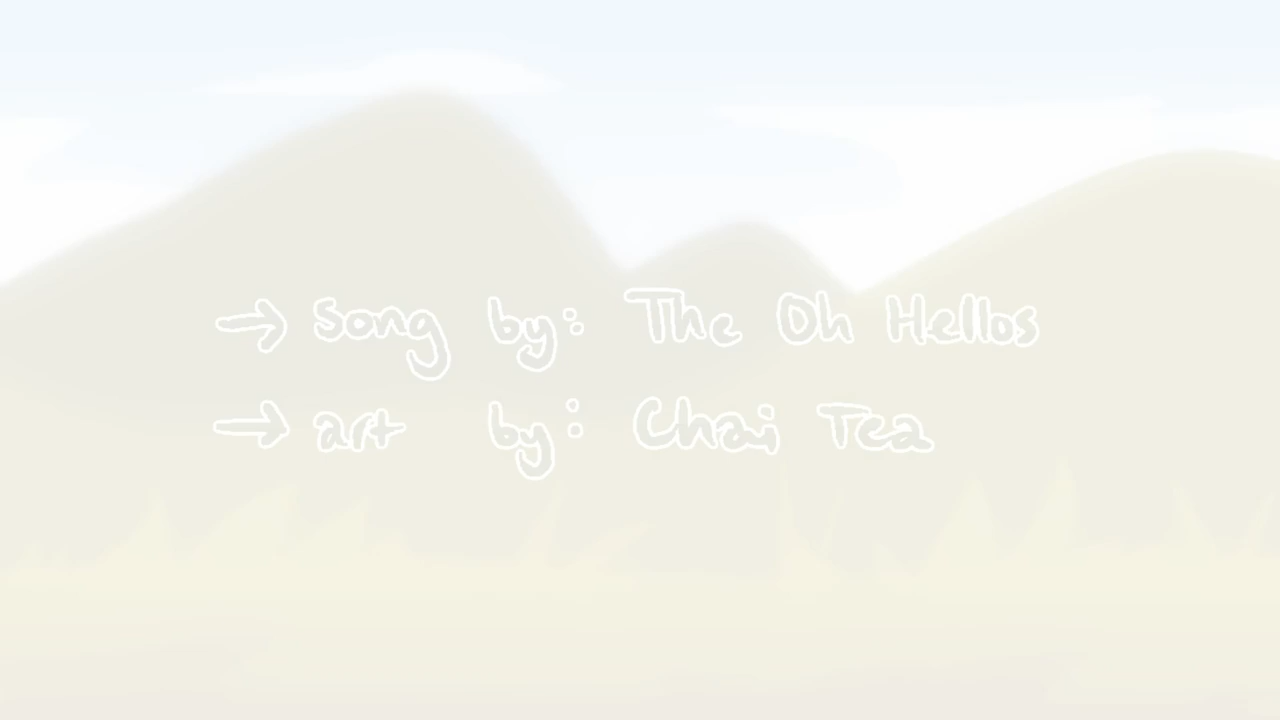 → song by: The Oh Hellos
→ art by: Chai Tea